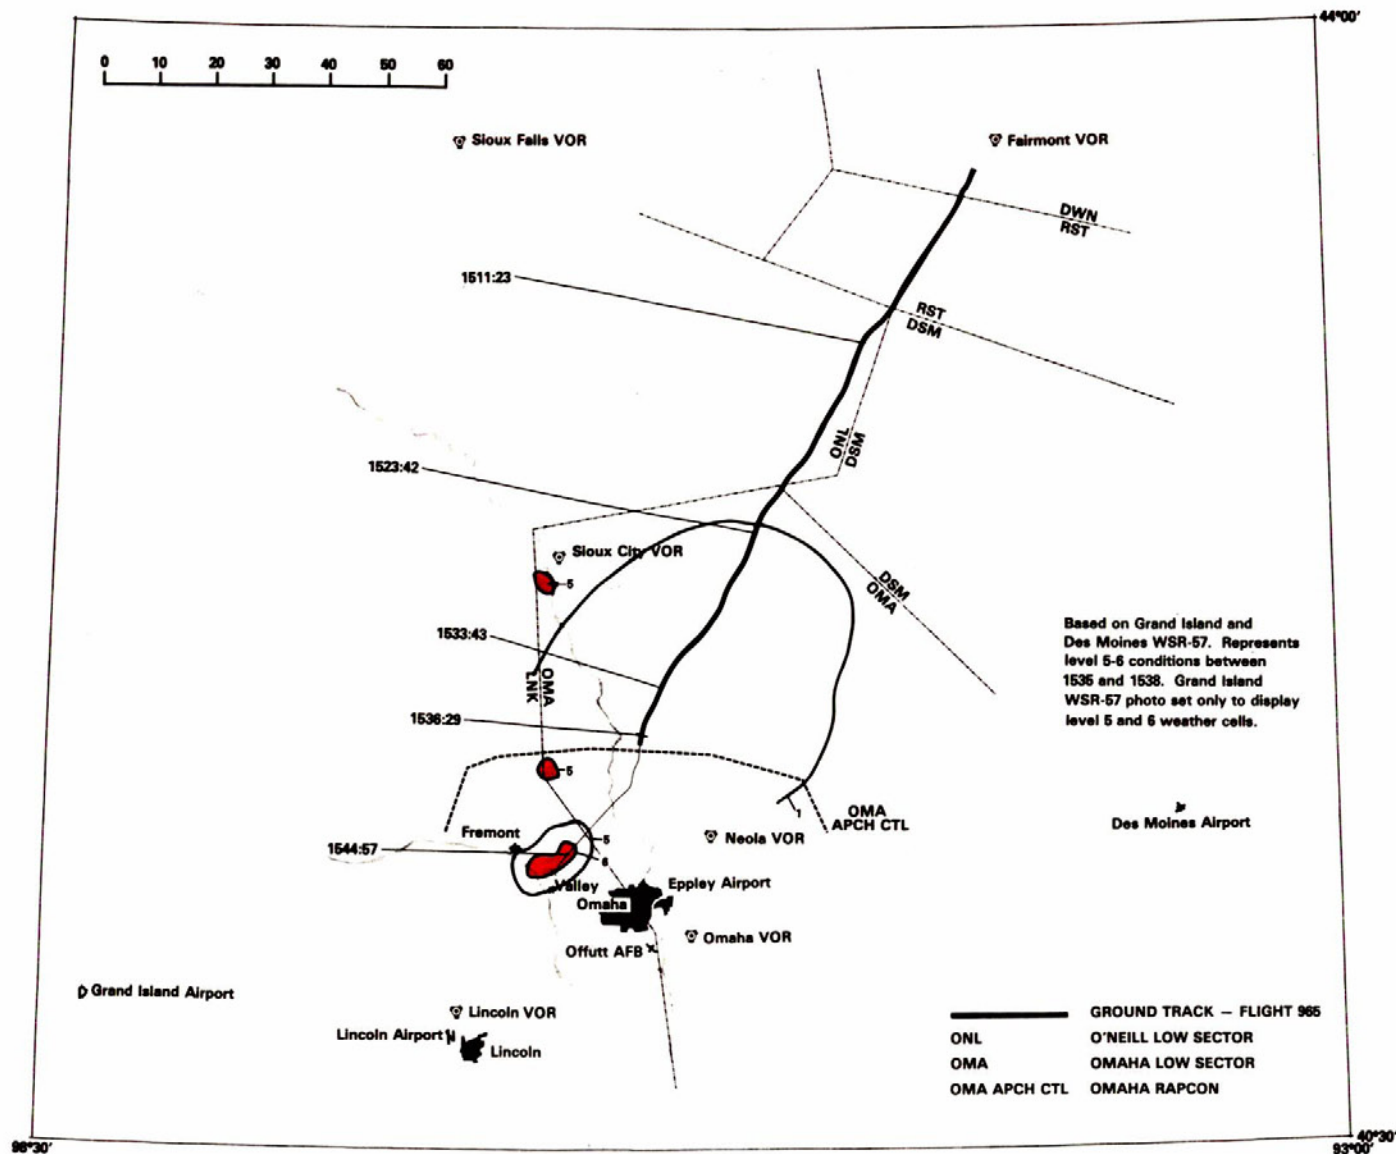 44°00'
0 10 20 30 40 50 60
Sioux Falls VOR
Fairmont VOR
DWN
RST
1511:23
RST
DSM
ONL
DSM
1523:42
Sioux City VOR
5
DSM
OMA
Based on Grand Island and
Des Moines WSR-57. Represents
level 5-6 conditions between
1535 and 1538. Grand Island
WSR-57 photo set only to display
level 5 and 6 weather cells.
1533:43
OMA
LNK
1536:29
5
1
OMA
APCH CTL
Des Moines Airport
Fremont
5
Neola VOR
1544:57
6
Valley
Eppley Airport
Omaha
Omaha VOR
Offutt AFB
Grand Island Airport
Lincoln VOR
Lincoln Airport
Lincoln
GROUND TRACK – FLIGHT 965
ONL O'NEILL LOW SECTOR
OMA OMAHA LOW SECTOR
OMA APCH CTL OMAHA RAPCON
98°30'
40°30'
93°00'